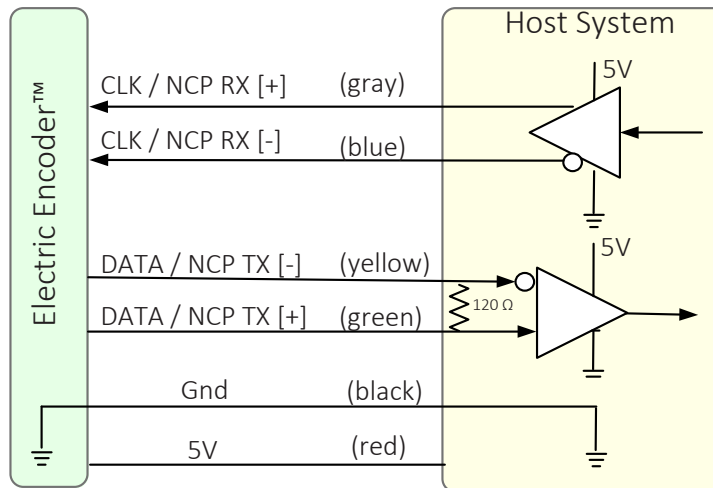 Host System
5V
CLK / NCP RX [+] (gray)
CLK / NCP RX [-] (blue)
Electric Encoder™
5V
DATA / NCP TX [-] (yellow)
120 Ω
DATA / NCP TX [+] (green)
Gnd (black)
5V (red)